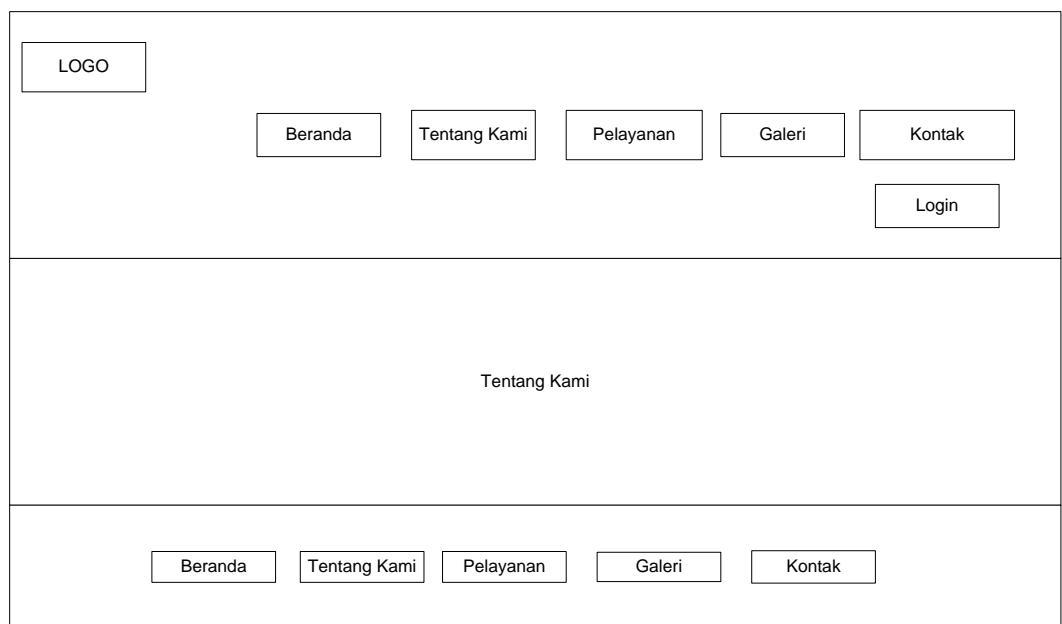 LOGO
Beranda Tentang Kami Pelayanan Galeri Kontak
Login
Tentang Kami
Beranda Tentang Kami Pelayanan Galeri Kontak